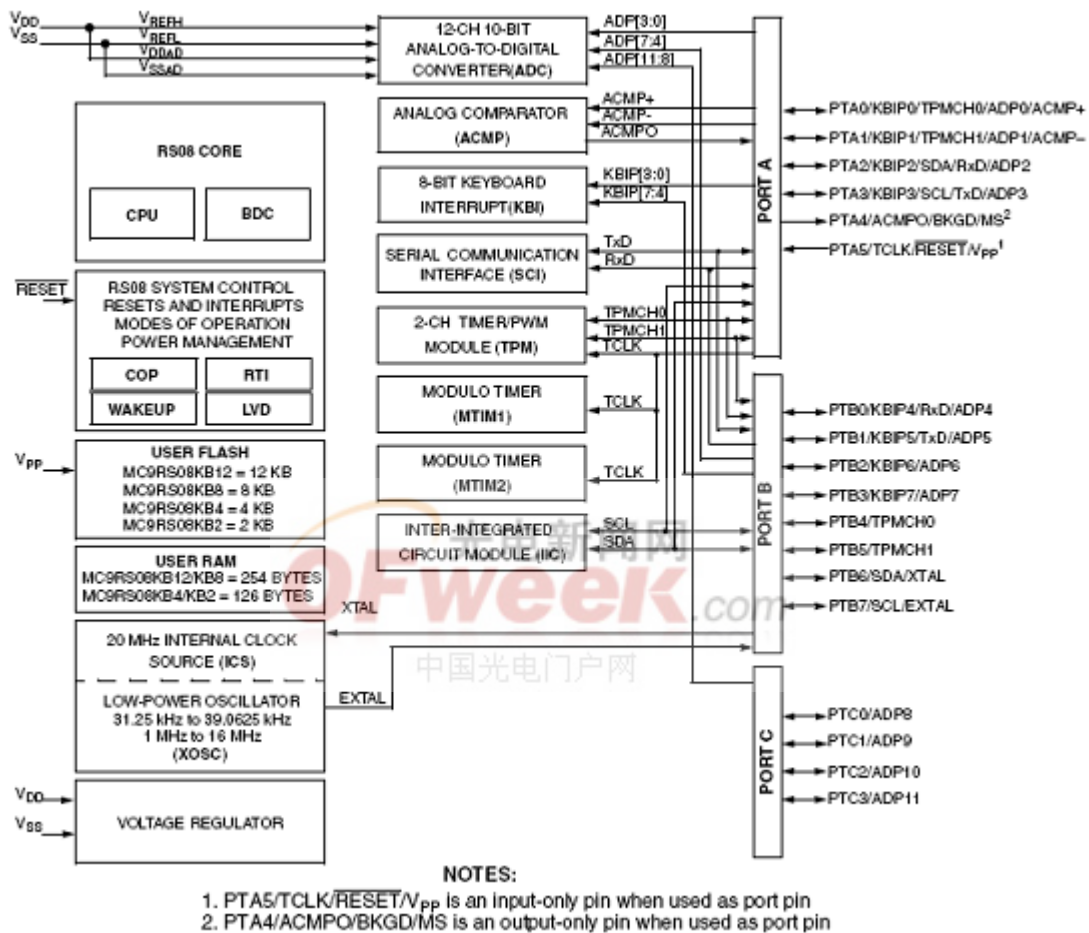 VDD
VSS
VREFH
VREFL
VDDAD
VSSAD
12-CH 10-BIT
ANALOG-TO-DIGITAL
CONVERTER(ADC)
ADP[3:0]
ADP[7:4]
ADP[11:8]
RS08 CORE
CPU
BDC
ANALOG COMPARATOR
(ACMP)
ACMP+
ACMP-
ACMPO
8-BIT KEYBOARD
INTERRUPT(KBI)
KBIP[3:0]
KBIP[7:4]
SERIAL COMMUNICATION
INTERFACE (SCI)
TxD
RxD
RESET
RS08 SYSTEM CONTROL
RESETS AND INTERRUPTS
MODES OF OPERATION
POWER MANAGEMENT
COP
RTI
WAKEUP
LVD
2-CH TIMER/PWM
MODULE (TPM)
TPMCH0
TPMCH1
TCLK
MODULO TIMER
(MTIM1)
TCLK
VPP
USER FLASH
MC9RS08KB12 = 12 KB
MC9RS08KB8 = 8 KB
MC9RS08KB4 = 4 KB
MC9RS08KB2 = 2 KB
MODULO TIMER
(MTIM2)
TCLK
INTER-INTEGRATED
CIRCUIT MODULE (IIC)
SCL
SDA
USER RAM
MC9RS08KB12/KB8 = 254 BYTES
MC9RS08KB4/KB2 = 126 BYTES
XTAL
20 MHz INTERNAL CLOCK
SOURCE (ICS)
LOW-POWER OSCILLATOR
31.25 kHz to 39.0625 kHz
1 MHz to 16 MHz
(XOSC)
EXTAL
VDD
VSS
VOLTAGE REGULATOR
PORT A
PTA0/KBIP0/TPMCH0/ADP0/ACMP+
PTA1/KBIP1/TPMCH1/ADP1/ACMP–
PTA2/KBIP2/SDA/RxD/ADP2
PTA3/KBIP3/SCL/TxD/ADP3
PTA4/ACMPO/BKGD/MS2
PTA5/TCLK/RESET/VPP1
PORT B
PTB0/KBIP4/RxD/ADP4
PTB1/KBIP5/TxD/ADP5
PTB2/KBIP6/ADP6
PTB3/KBIP7/ADP7
PTB4/TPMCH0
PTB5/TPMCH1
PTB6/SDA/XTAL
PTB7/SCL/EXTAL
PORT C
PTC0/ADP8
PTC1/ADP9
PTC2/ADP10
PTC3/ADP11
光电新闻网
OFweek.com
中国光电门户网
NOTES:
1. PTA5/TCLK/RESET/VPP is an input-only pin when used as port pin
2. PTA4/ACMPO/BKGD/MS is an output-only pin when used as port pin